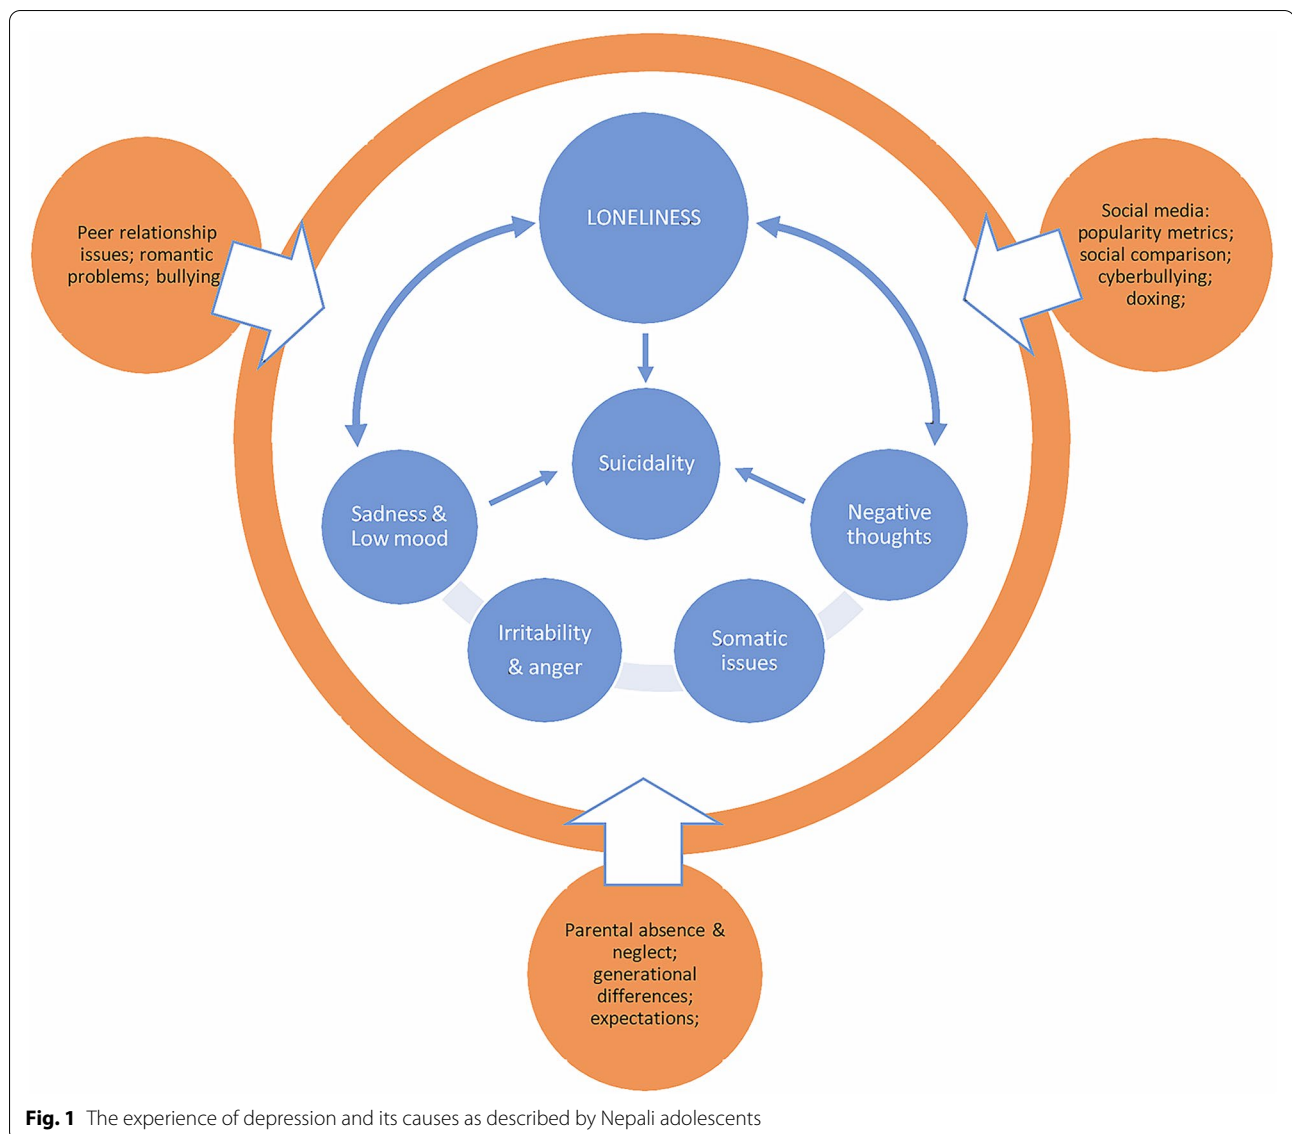 LONELINESS
Peer relationship
issues; romantic
problems; bullying
Social media:
popularity metrics;
social comparison;
cyberbullying;
doxing;
Suicidality
Sadness &
Low mood
Negative
thoughts
Irritability
& anger
Somatic
issues
Parental absence &
neglect;
generational
differences;
expectations;
Fig. 1 The experience of depression and its causes as described by Nepali adolescents